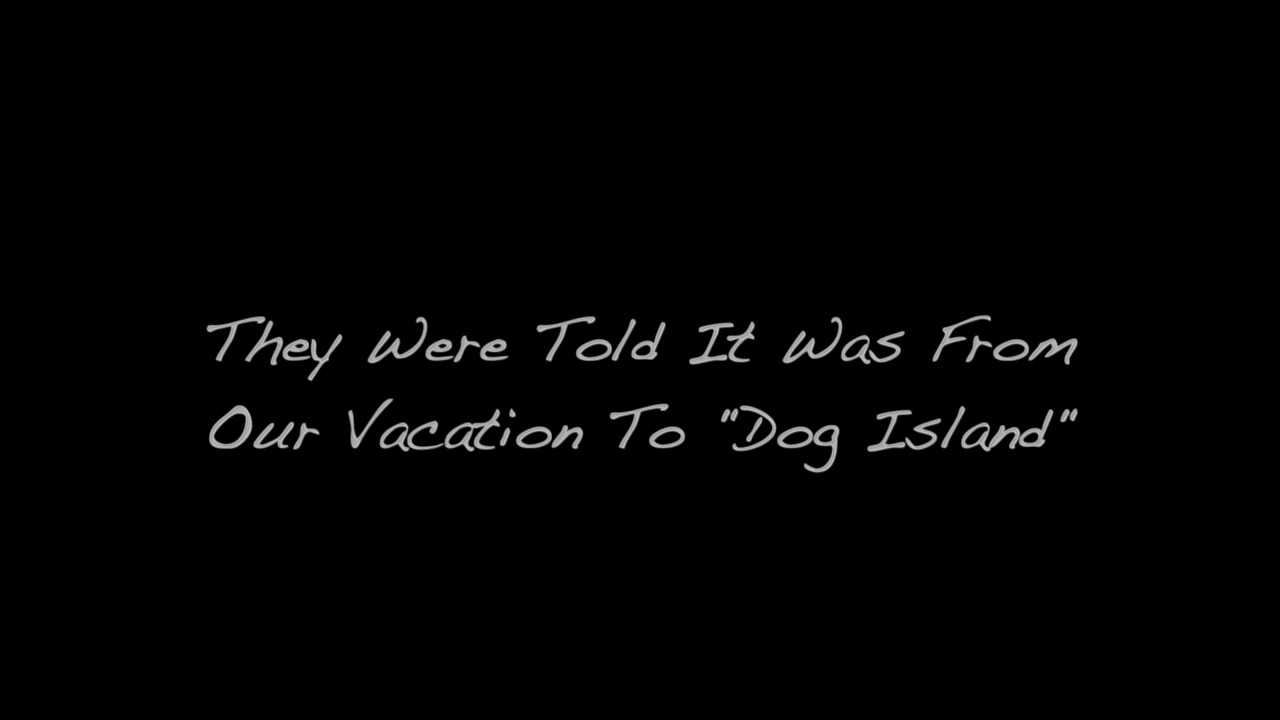 They Were Told It Was From
Our Vacation To "Dog Island"